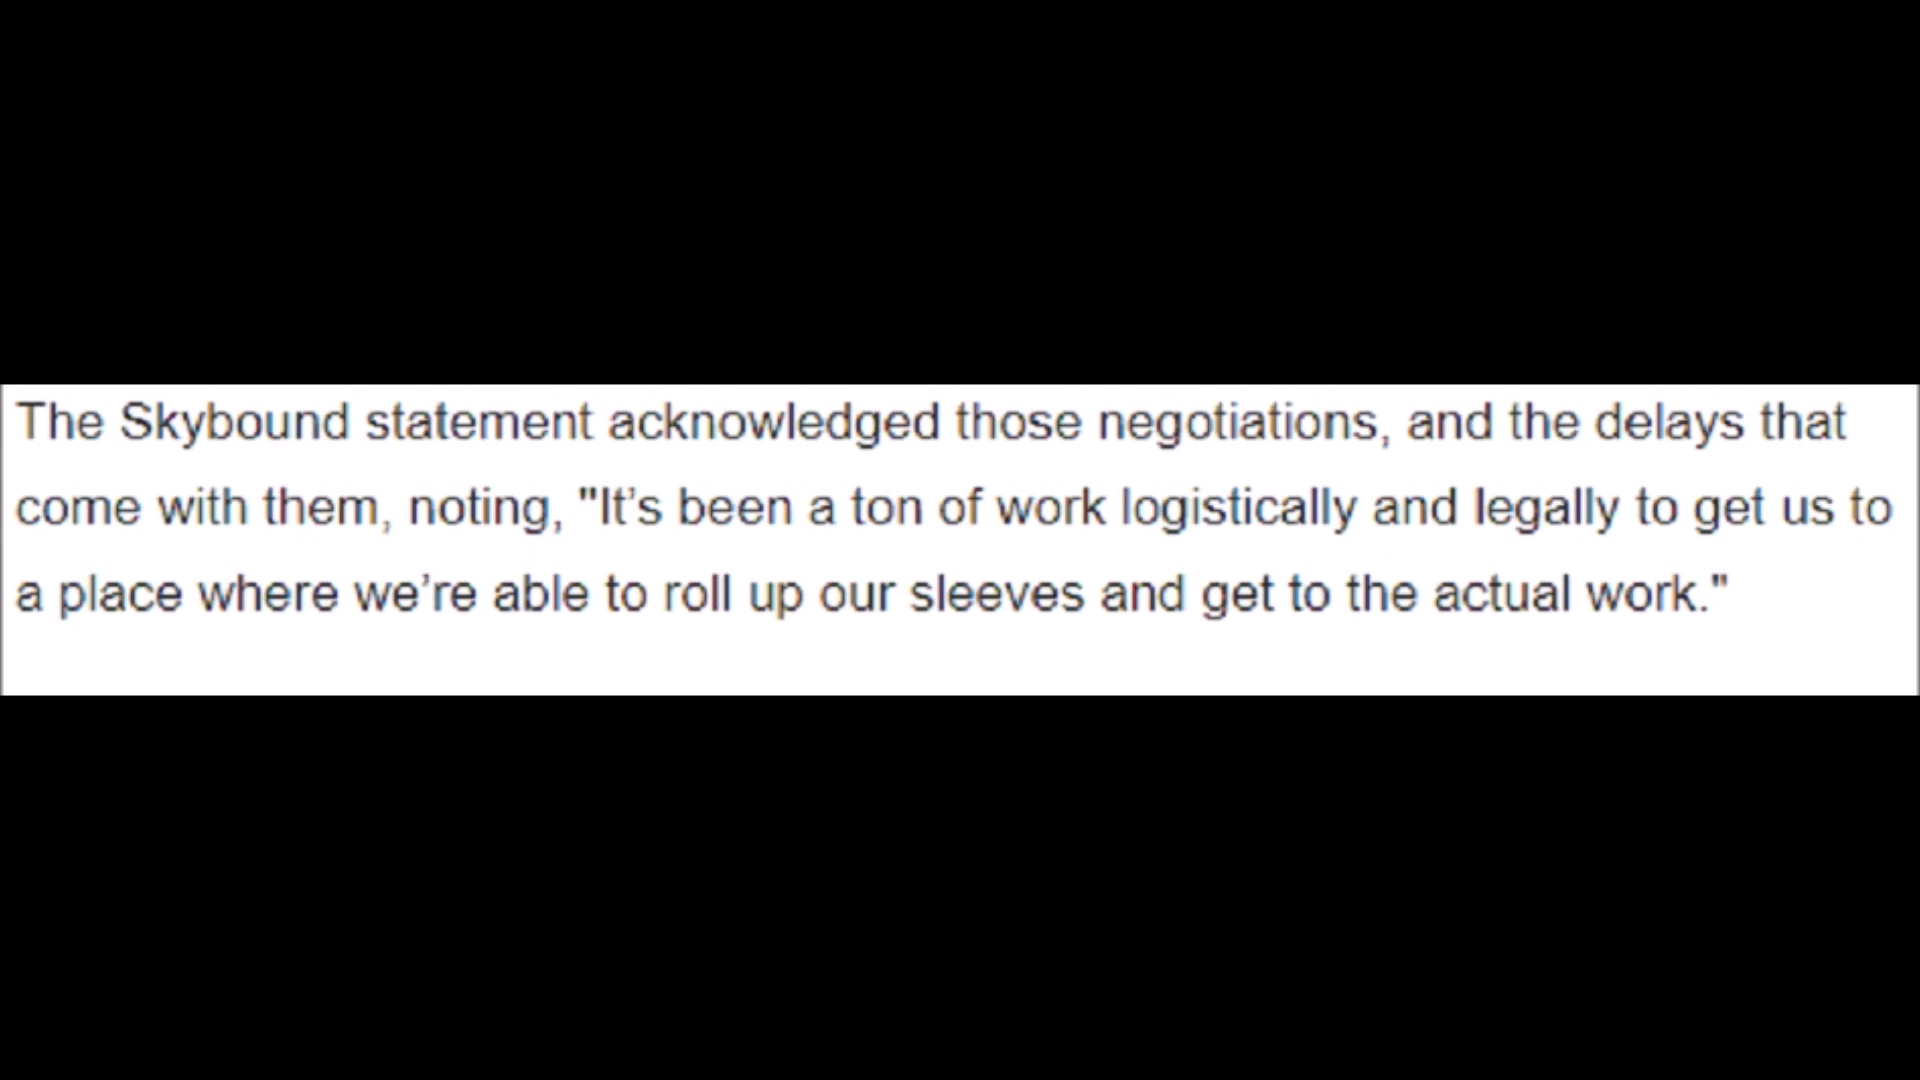 The Skybound statement acknowledged those negotiations, and the delays that
come with them, noting, "It’s been a ton of work logistically and legally to get us to
a place where we’re able to roll up our sleeves and get to the actual work."